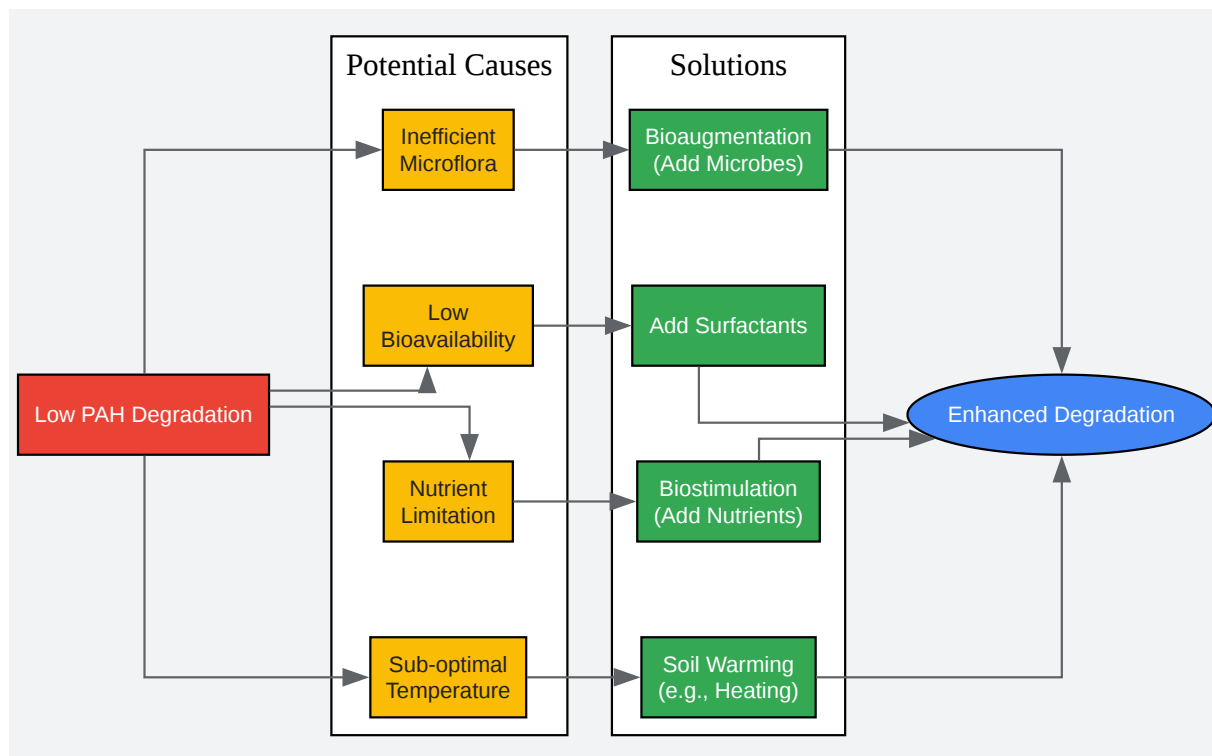 Potential Causes
Solutions
Inefficient
Microflora
Bioaugmentation
(Add Microbes)
Low
Bioavailability
Add Surfactants
Low PAH Degradation
Enhanced Degradation
Nutrient
Limitation
Biostimulation
(Add Nutrients)
Sub-optimal
Temperature
Soil Warming
(e.g., Heating)